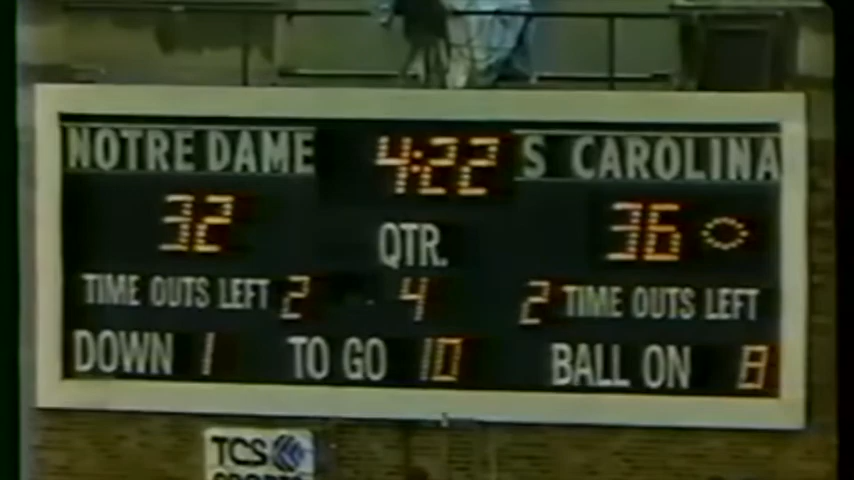 NOTRE DAME 4:22 S CAROLINA
32 QTR. 36
TIME OUTS LEFT 2 4 2 TIME OUTS LEFT
DOWN 1 TO GO 10 BALL ON 8
TCS
SPORTS